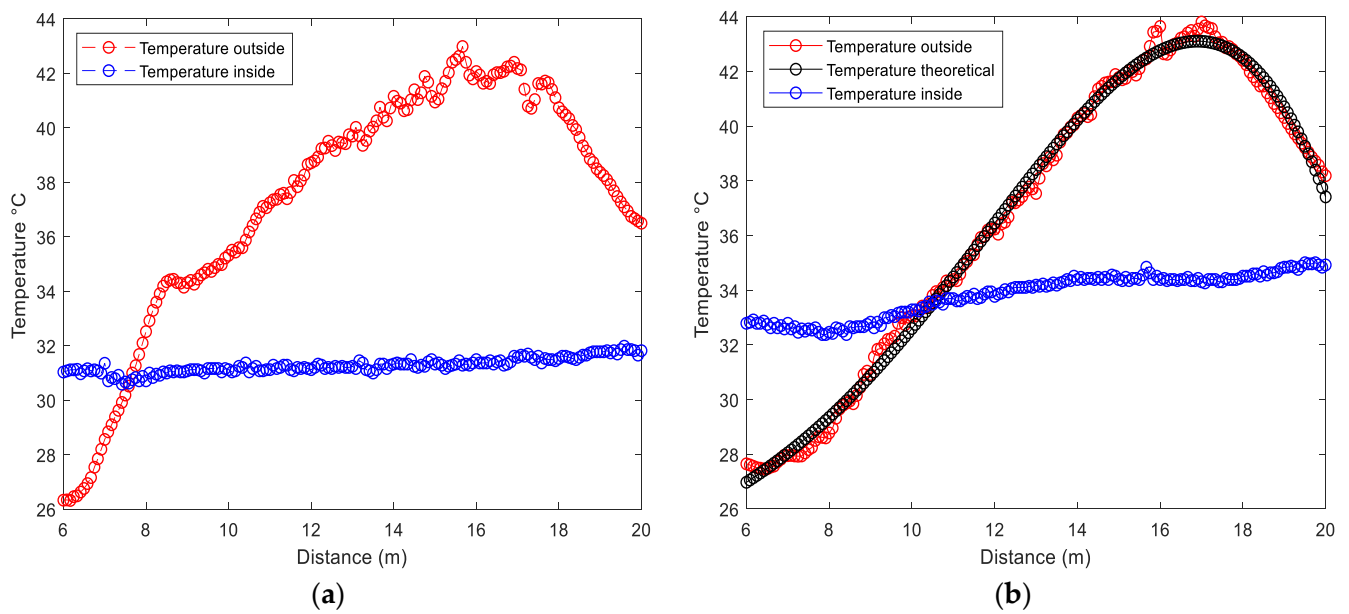 44
42
40
38
36
34
32
30
28
26
Temperature °C
6 8 10 12 14 16 18 20
Distance (m)
Temperature outside
Temperature inside
(a)
44
42
40
38
36
34
32
30
28
26
Temperature °C
6 8 10 12 14 16 18 20
Distance (m)
Temperature outside
Temperature theoretical
Temperature inside
(b)